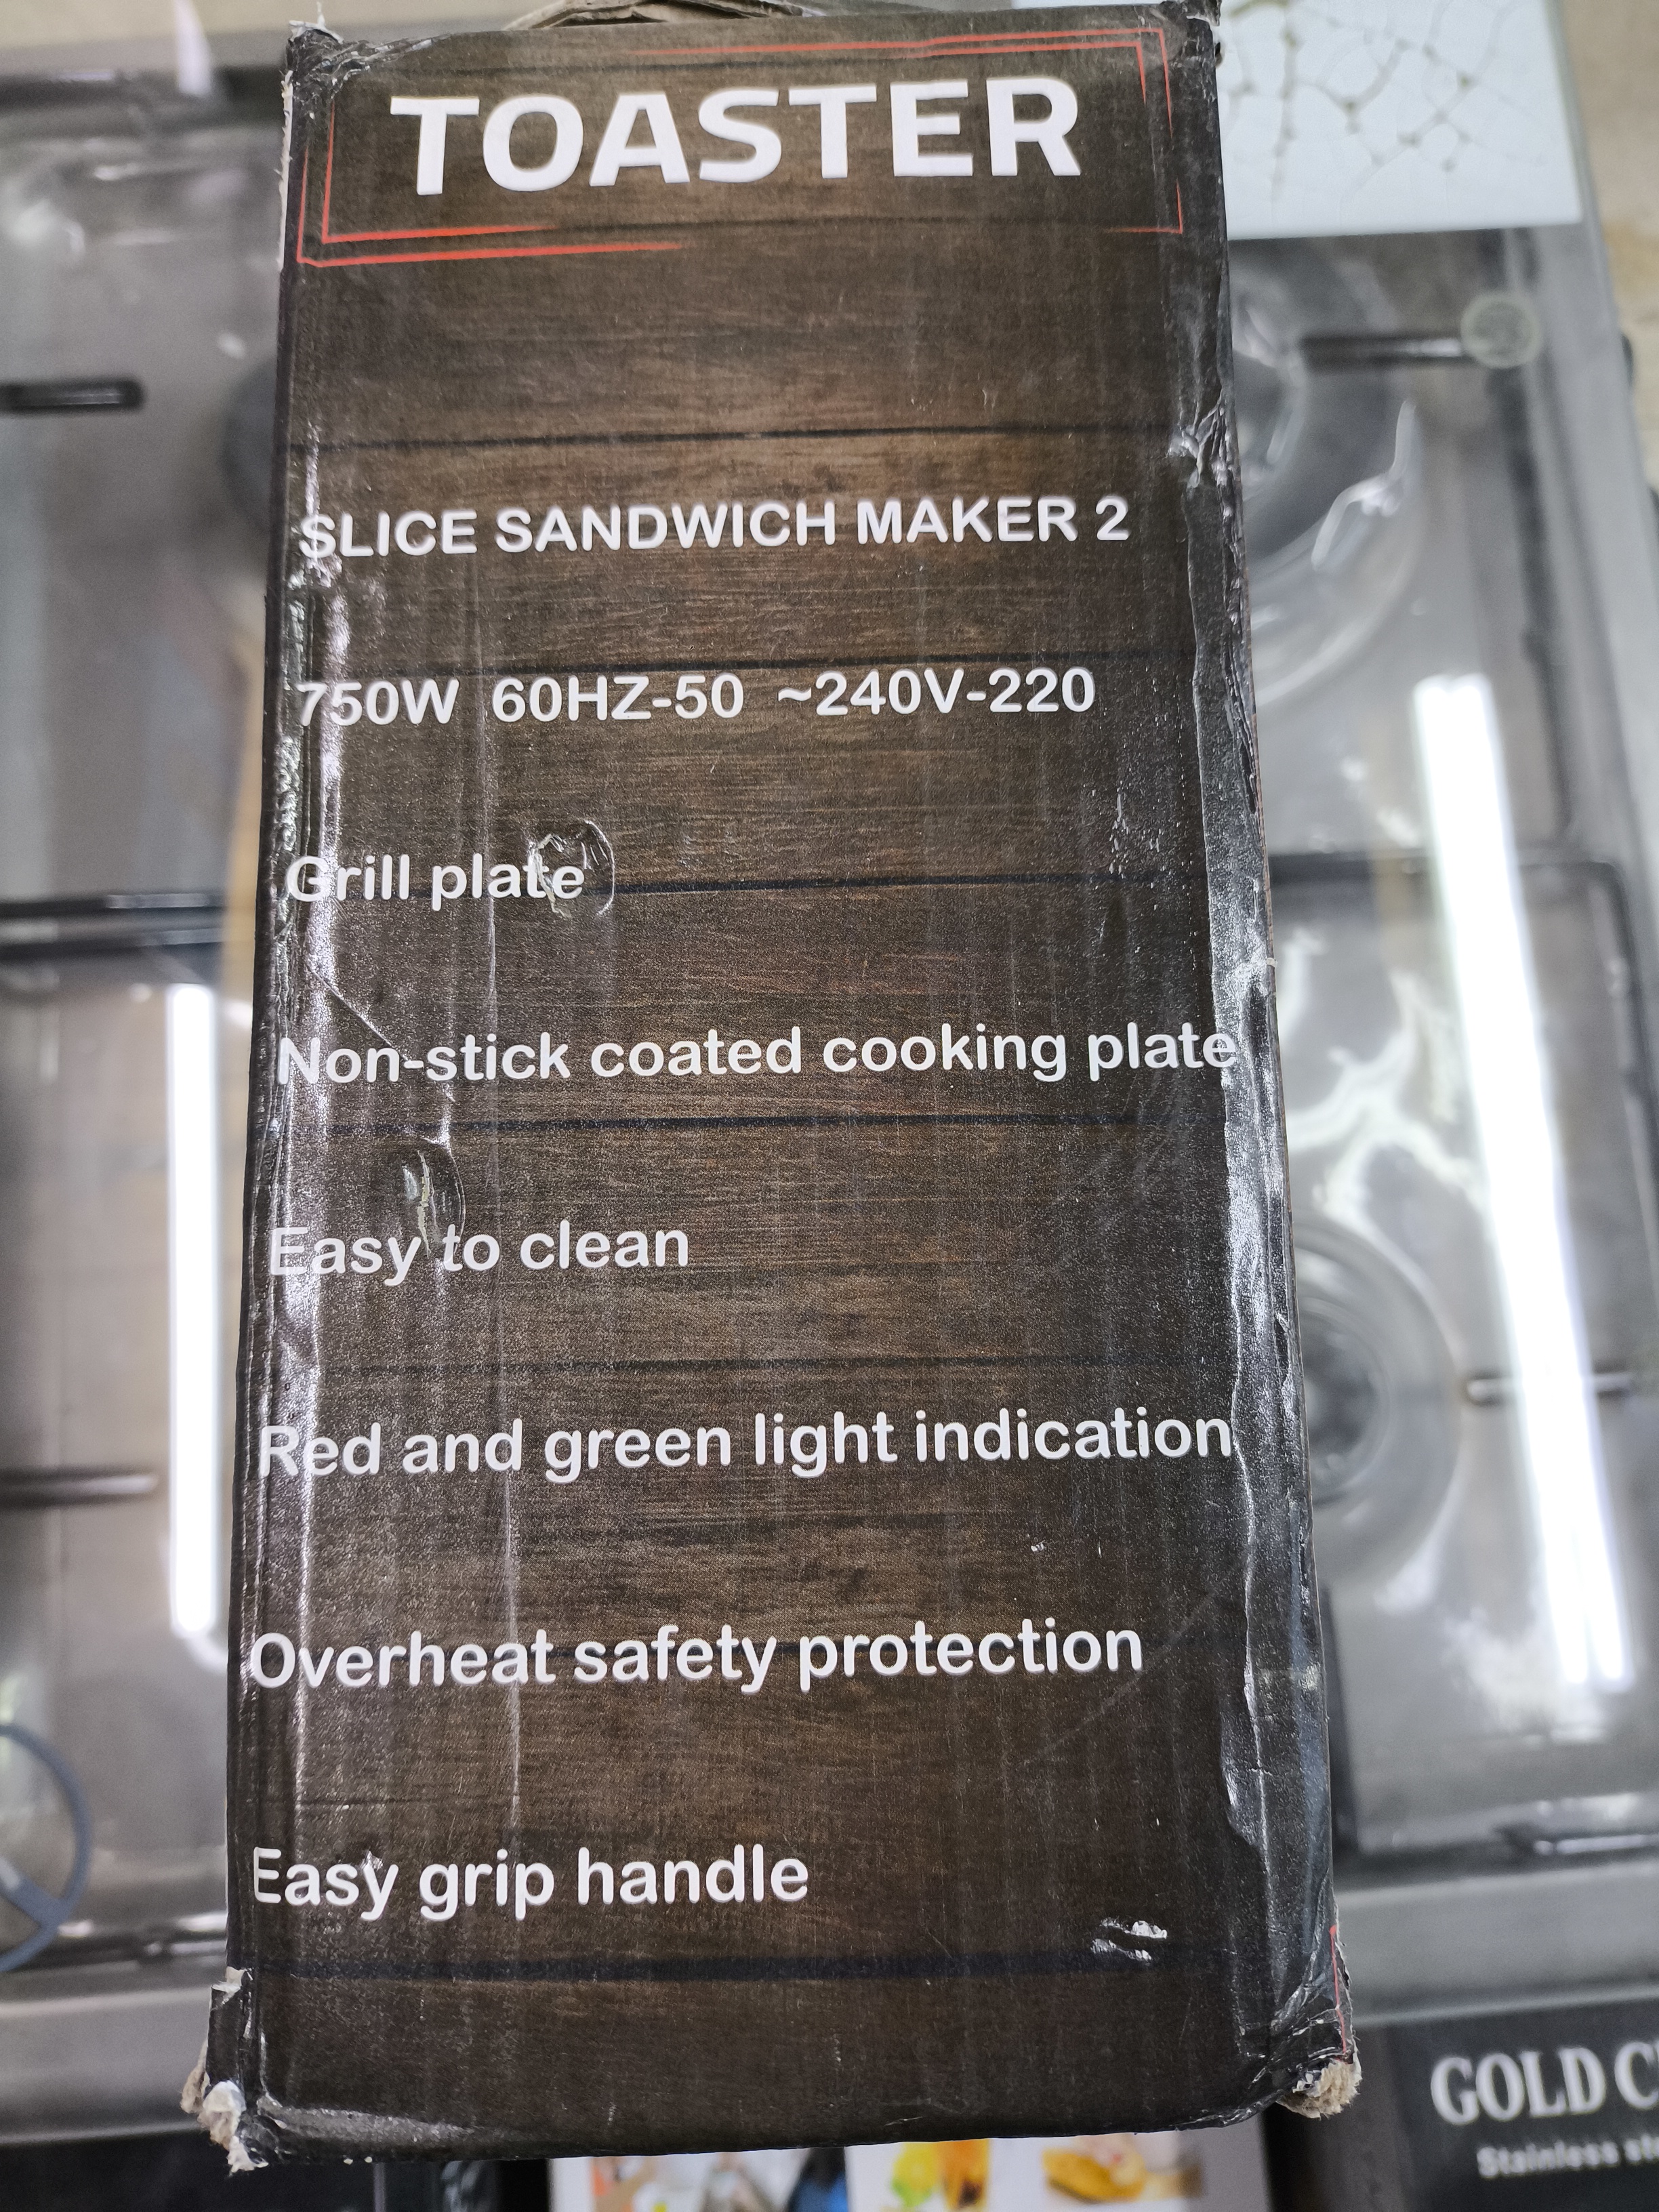 TOASTER
SLICE SANDWICH MAKER 2
750W 60HZ-50 ~240V-220
Grill plate
Non-stick coated cooking plate
Easy to clean
Red and green light indication
Overheat safety protection
Easy grip handle
GOLD
Stainless